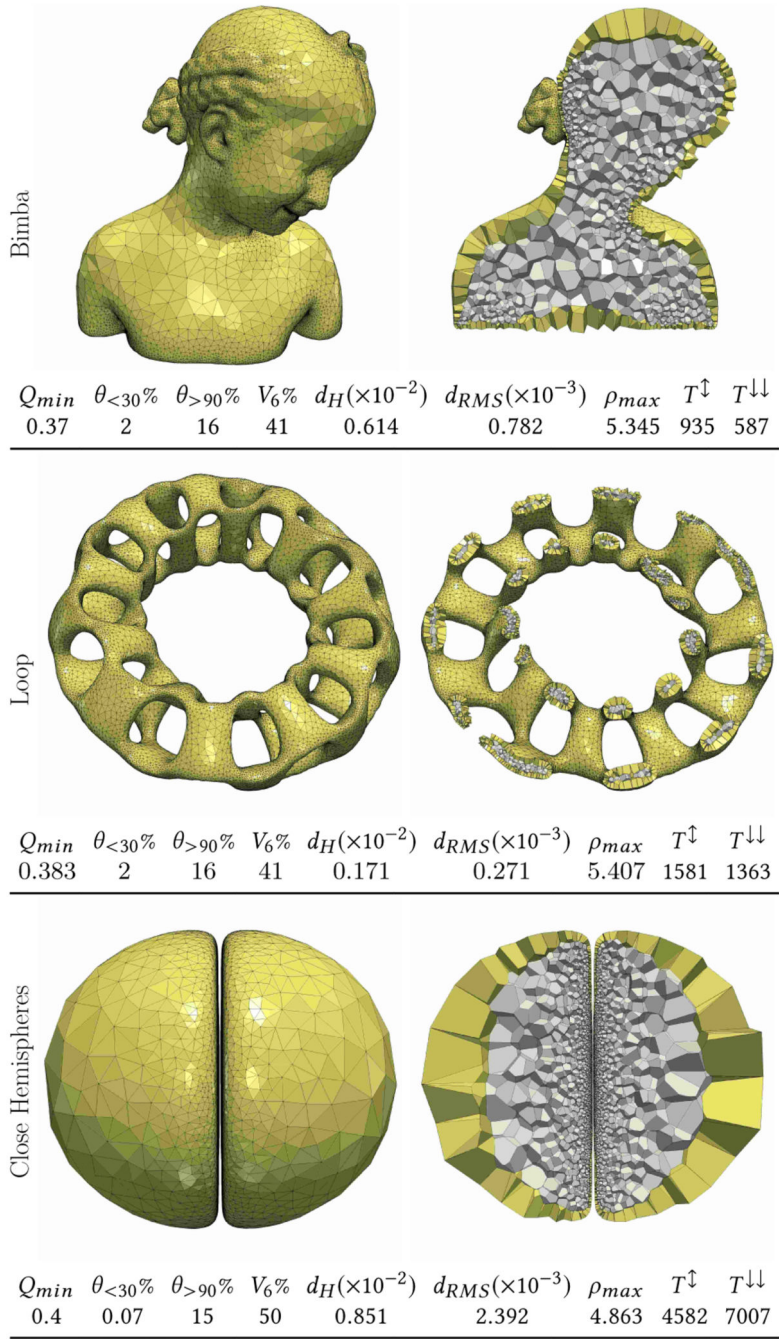 Bimba
Q_min θ_<30% θ_>90% V_6% d_H(×10^−2) d_RMS(×10^−3) ρ_max T^↕ T^↓↓
0.37 2 16 41 0.614 0.782 5.345 935 587
Loop
Q_min θ_<30% θ_>90% V_6% d_H(×10^−2) d_RMS(×10^−3) ρ_max T^↕ T^↓↓
0.383 2 16 41 0.171 0.271 5.407 1581 1363
Close Hemispheres
Q_min θ_<30% θ_>90% V_6% d_H(×10^−2) d_RMS(×10^−3) ρ_max T^↕ T^↓↓
0.4 0.07 15 50 0.851 2.392 4.863 4582 7007